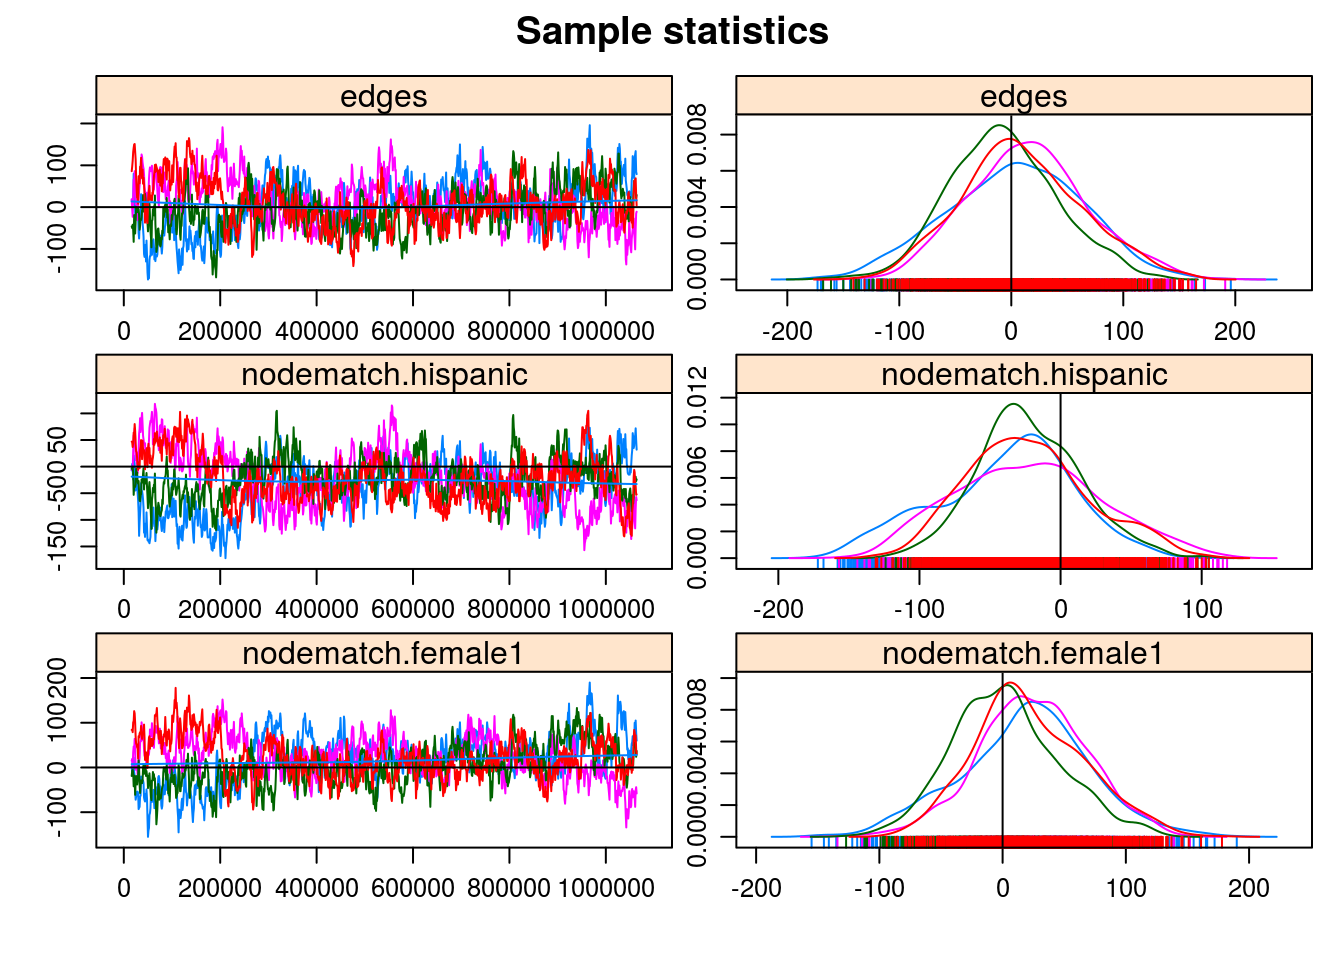 Sample statistics
edges
edges
-100 0 100
0.000 0.004 0.008
0 200000 400000 600000 800000 1000000
-200 -100 0 100 200
nodematch.hispanic
nodematch.hispanic
-150 -50 0 50
0.000 0.006 0.012
0 200000 400000 600000 800000 1000000
-200 -100 0 100
nodematch.female1
nodematch.female1
-100 0 100 200
0.000 0.004 0.008
0 200000 400000 600000 800000 1000000
-200 -100 0 100 200